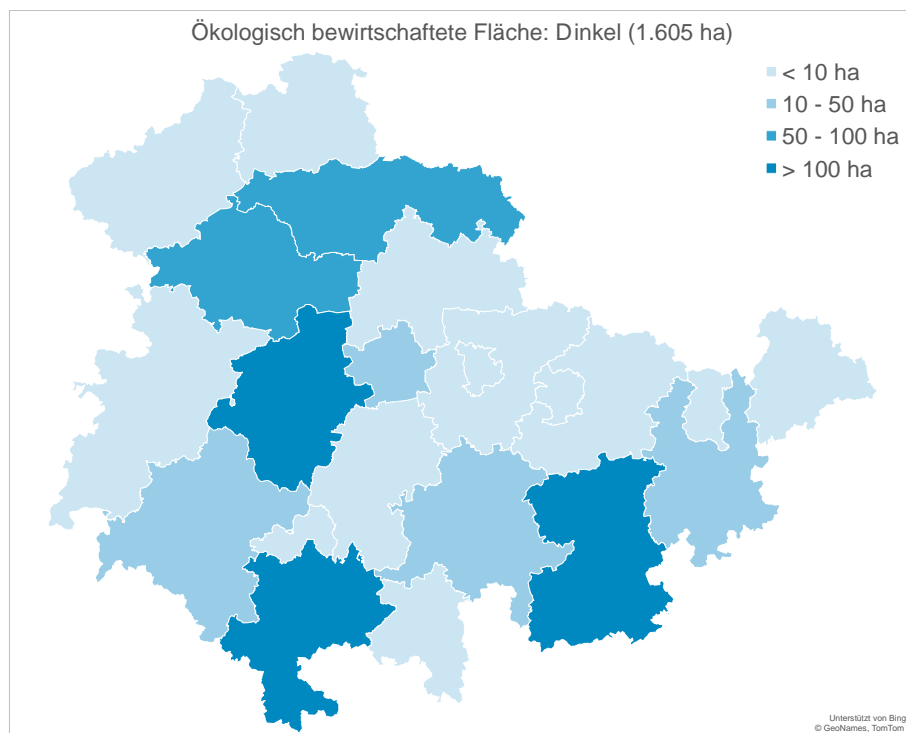 Ökologisch bewirtschaftete Fläche: Dinkel (1.605 ha)
< 10 ha
10 - 50 ha
50 - 100 ha
> 100 ha
Unterstützt von Bing
© GeoNames, TomTom